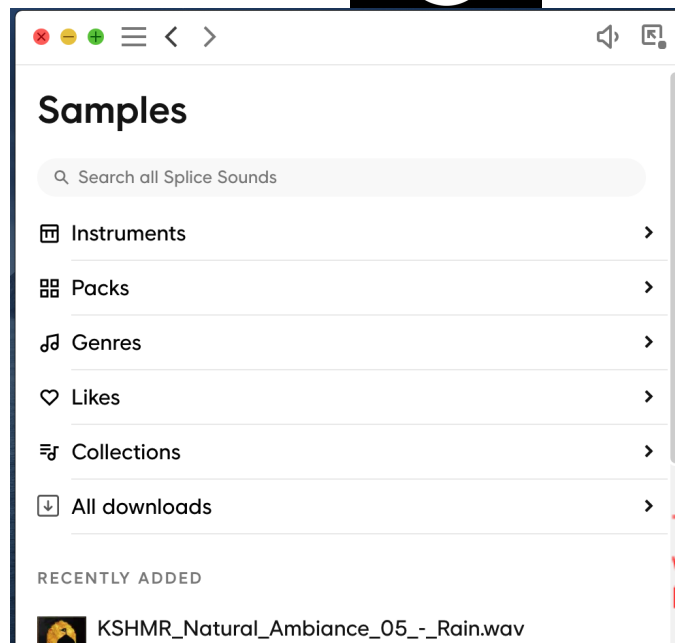 Samples
Search all Splice Sounds
Instruments
Packs
Genres
Likes
Collections
All downloads
RECENTLY ADDED
KSHMR_Natural_Ambiance_05_-_Rain.wav